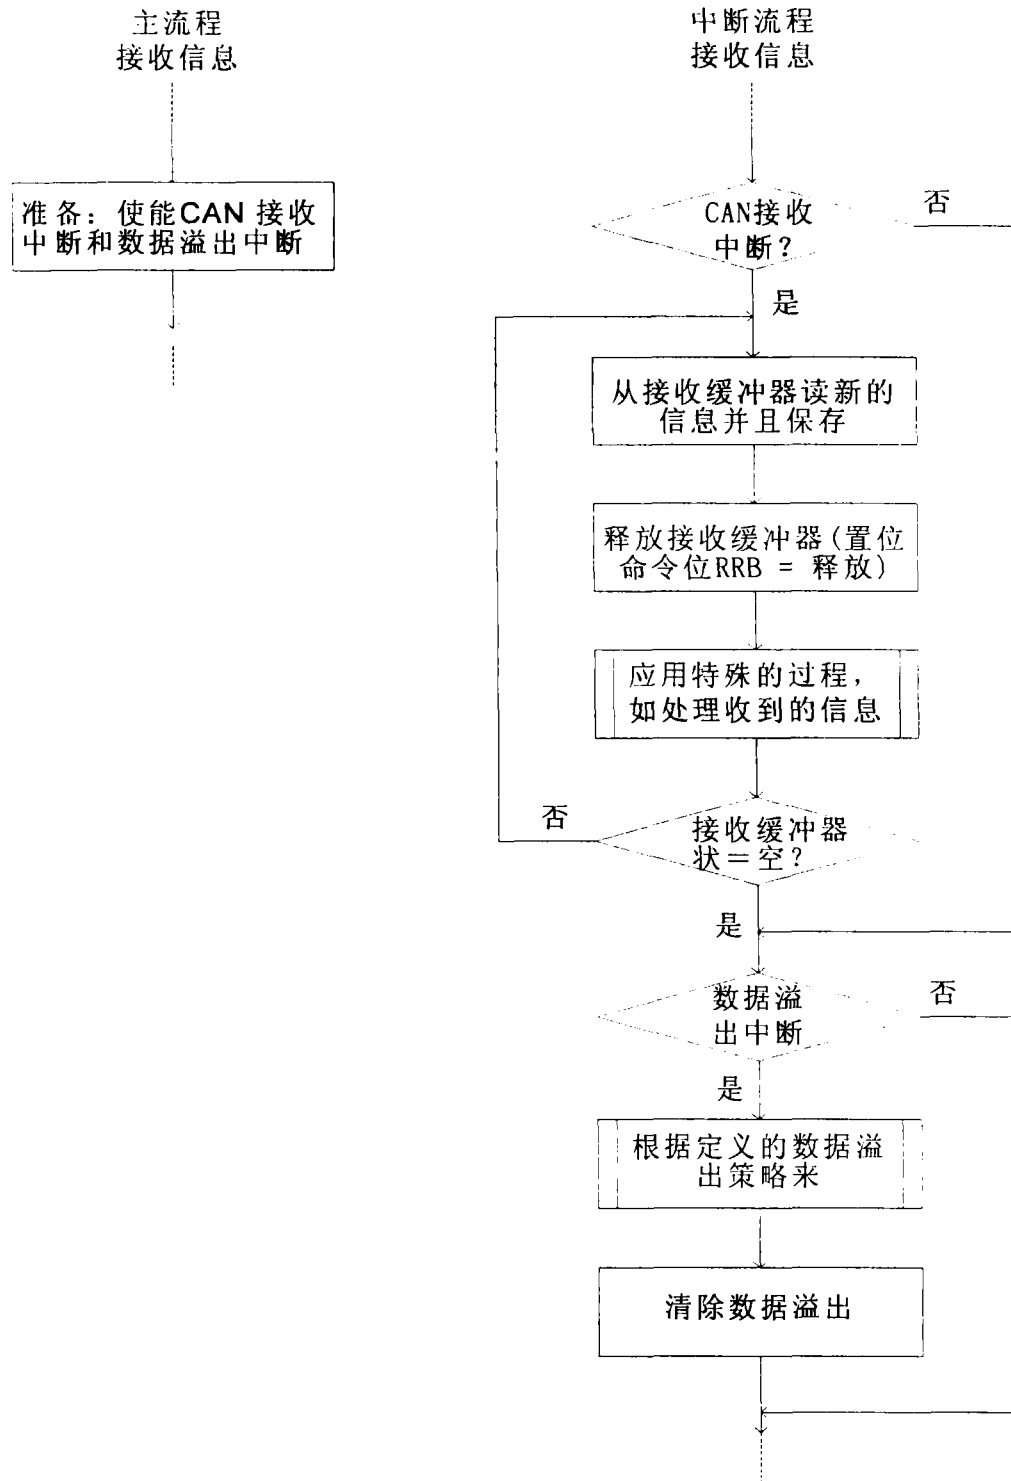 主流程
接收信息
准备：使能CAN 接收
中断和数据溢出中断
中断流程
接收信息
CAN接收
中断？
否
是
从接收缓冲器读新的
信息并且保存
释放接收缓冲器(置位
命令位RRB = 释放)
应用特殊的过程，
如处理收到的信息
接收缓冲器
状＝空？
否
是
数据溢
出中断
否
是
根据定义的数据溢
出策略来
清除数据溢出